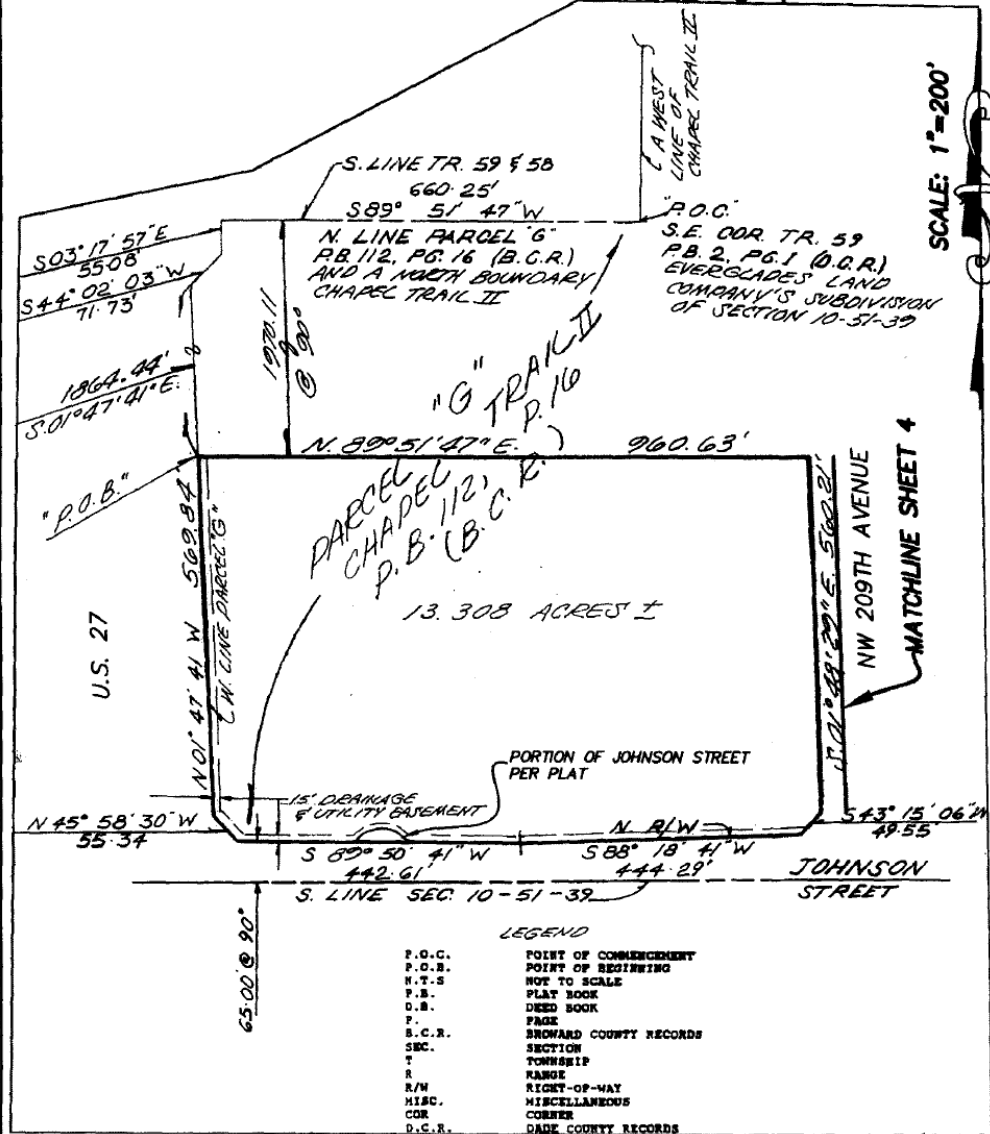 SCALE: 1"=200'
₵ A WEST
LINE OF
CHAPEL TRAIL II
S. LINE TR. 59 & 58
660.25'
S89° 51' 47" W
N. LINE PARCEL "G"
P.B. 112, PG. 16 (B.C.R.)
AND A NORTH BOUNDARY
CHAPEL TRAIL II
"P.O.C."
S.E. COR. TR. 59
P.B. 2, PG. 1 (D.C.R.)
EVERGLADES LAND
COMPANY'S SUBDIVISION
OF SECTION 10-51-39
S03° 17' 57" E
55.08'
S44° 02' 03" W
71.73'
1970.11
@ 90°
1864.44'
S.01°47'41"E.
"P.O.B."
N. 89°51'47" E. 960.63'
PARCEL "G"
CHAPEL TRAIL II
P.B. 112, P. 16
(B.C.R.)
13.308 ACRES ±
U.S. 27
N01° 47' 41 W 569.84
W. LINE PARCEL "G"
S.01°48'29" E. 560.21'
NW 209TH AVENUE
MATCHLINE SHEET 4
PORTION OF JOHNSON STREET
PER PLAT
15' DRAINAGE
& UTILITY EASEMENT
N 45° 58' 30" W
55.34
S43° 15' 06" W
49.55'
N. R/W
S 89° 50' 41" W
442.61'
S 88° 18' 41" W
444.29'
JOHNSON
STREET
S. LINE SEC. 10-51-39
65.00' @ 90°
LEGEND
P.O.C. POINT OF COMMENCEMENT
P.O.B. POINT OF BEGINNING
N.T.S NOT TO SCALE
P.B. PLAT BOOK
D.B. DEED BOOK
P. PAGE
B.C.R. BROWARD COUNTY RECORDS
SEC. SECTION
T TOWNSHIP
R RANGE
R/W RIGHT-OF-WAY
MISC. MISCELLANEOUS
COR CORNER
D.C.R. DADE COUNTY RECORDS